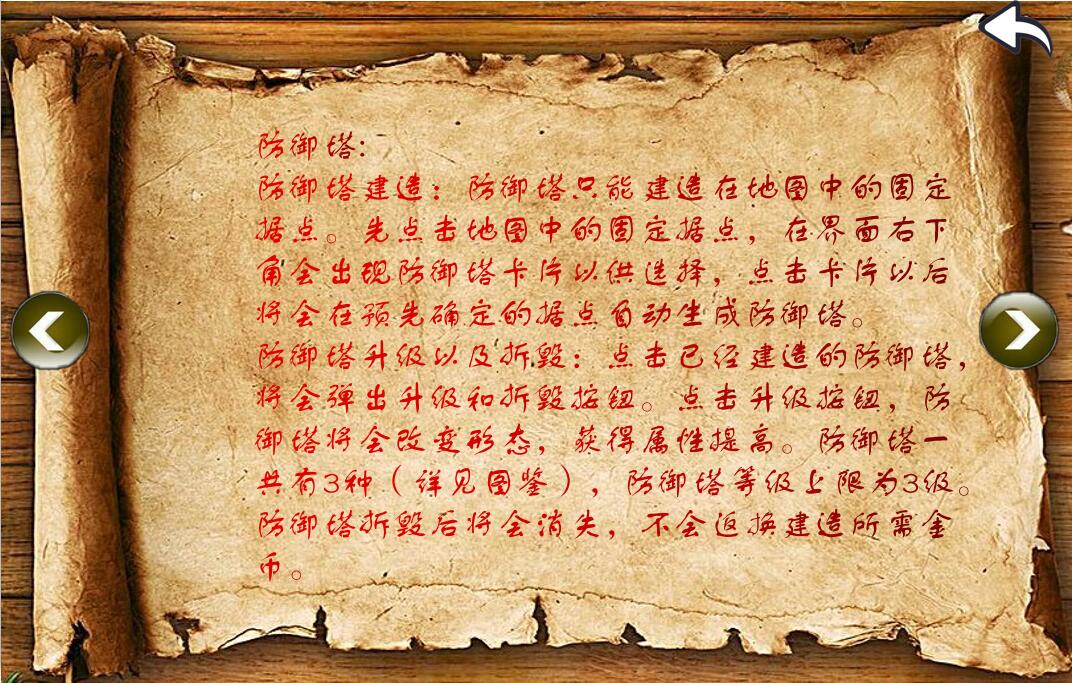 防御塔:
防御塔建造：防御塔只能建造在地图中的固定
据点。先点击地图中的固定据点，在界面右下
角会出现防御塔卡片以供选择，点击卡片以后
将会在预先确定的据点自动生成防御塔。
防御塔升级以及折毁：点击已经建造的防御塔，
将会弹出升级和折毁按钮。点击升级按钮，防
御塔将会改变形态，获得属性提高。防御塔一
共有3种（详见图鉴），防御塔等级上限为3级。
防御塔折毁后将会消失，不会返换建造所需金
币。